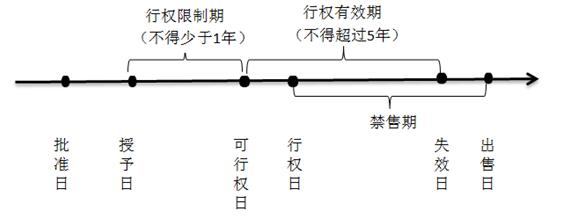 行权限制期
（不得少于1年）
行权有效期
（不得超过5年）
禁售期
批准日
授予日
可行权日
行权日
失效日
出售日